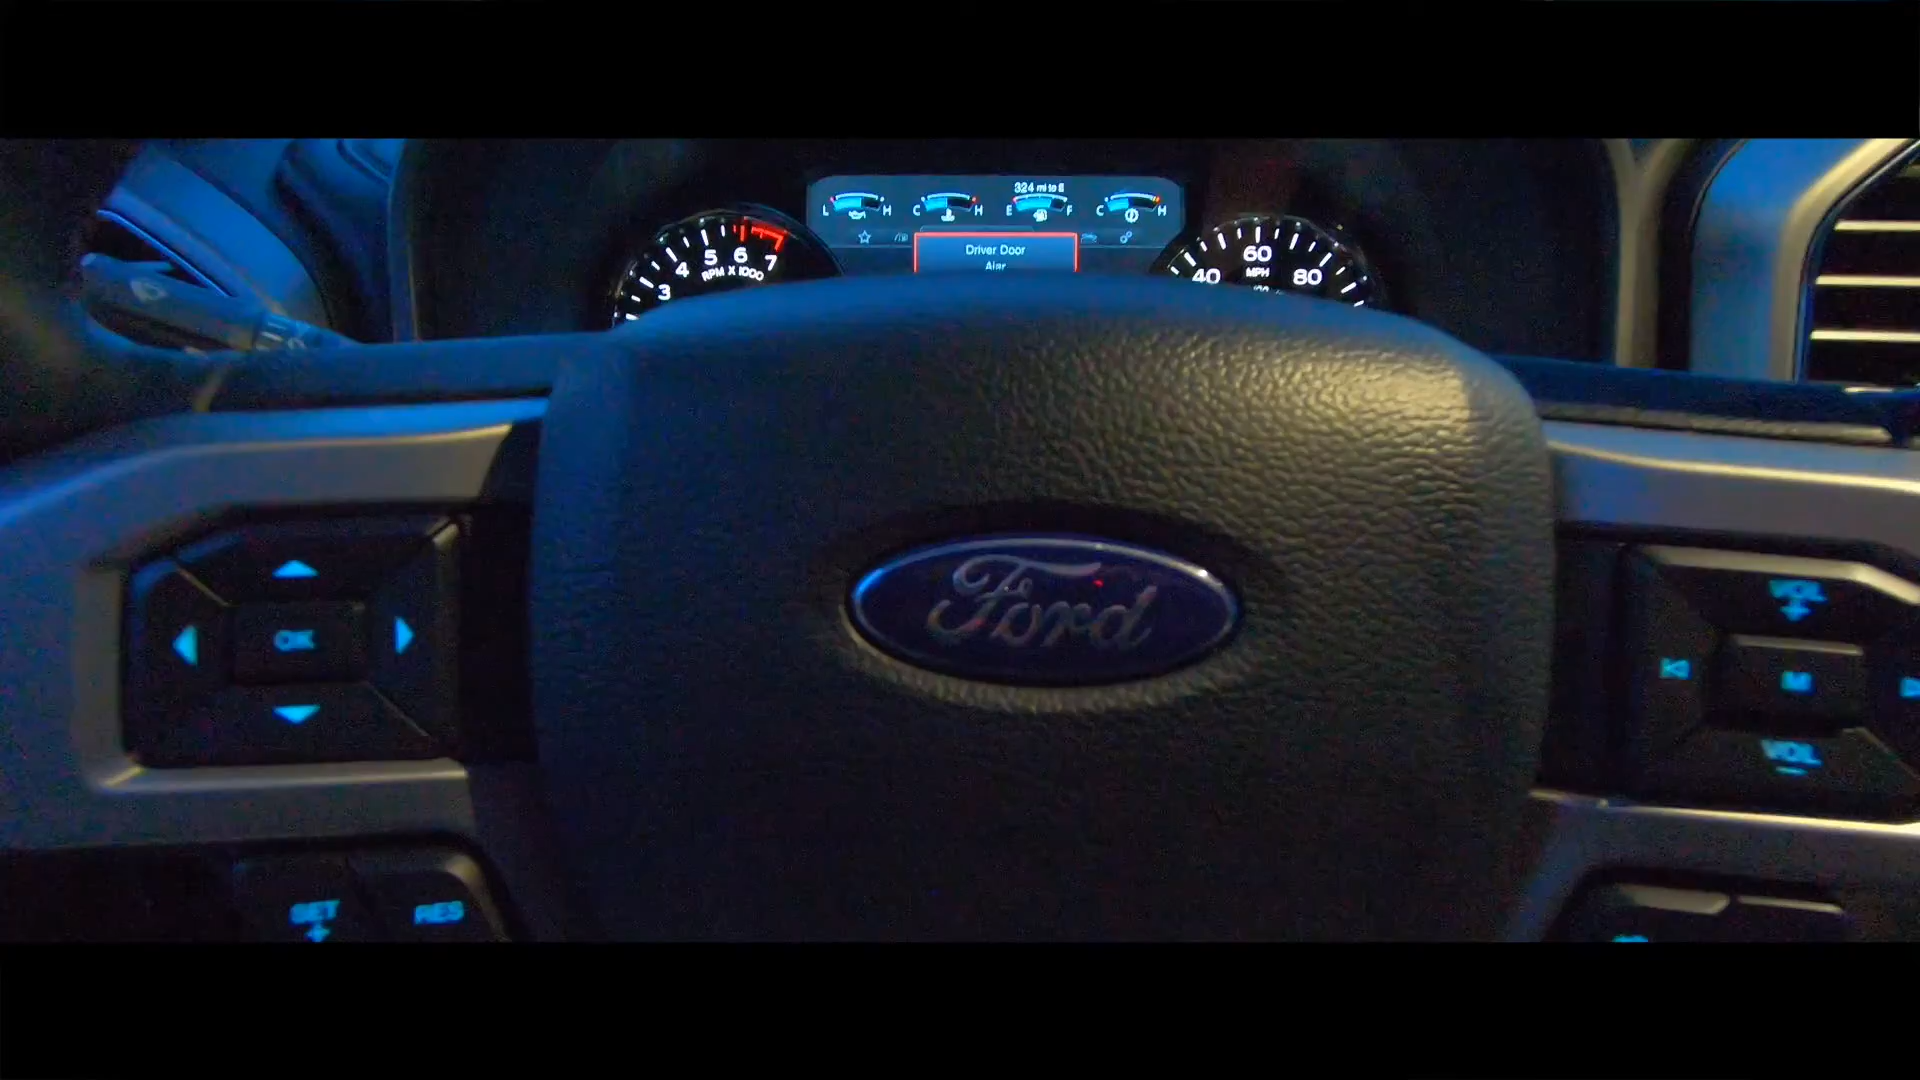 324 mi to E
L H C H E F C H
Driver Door
Ajar
3 4 5 6 7
RPM X 1000
40 60 80
MPH
Ford
OK
VOL
+
M
VOL
-
SET
+
RES